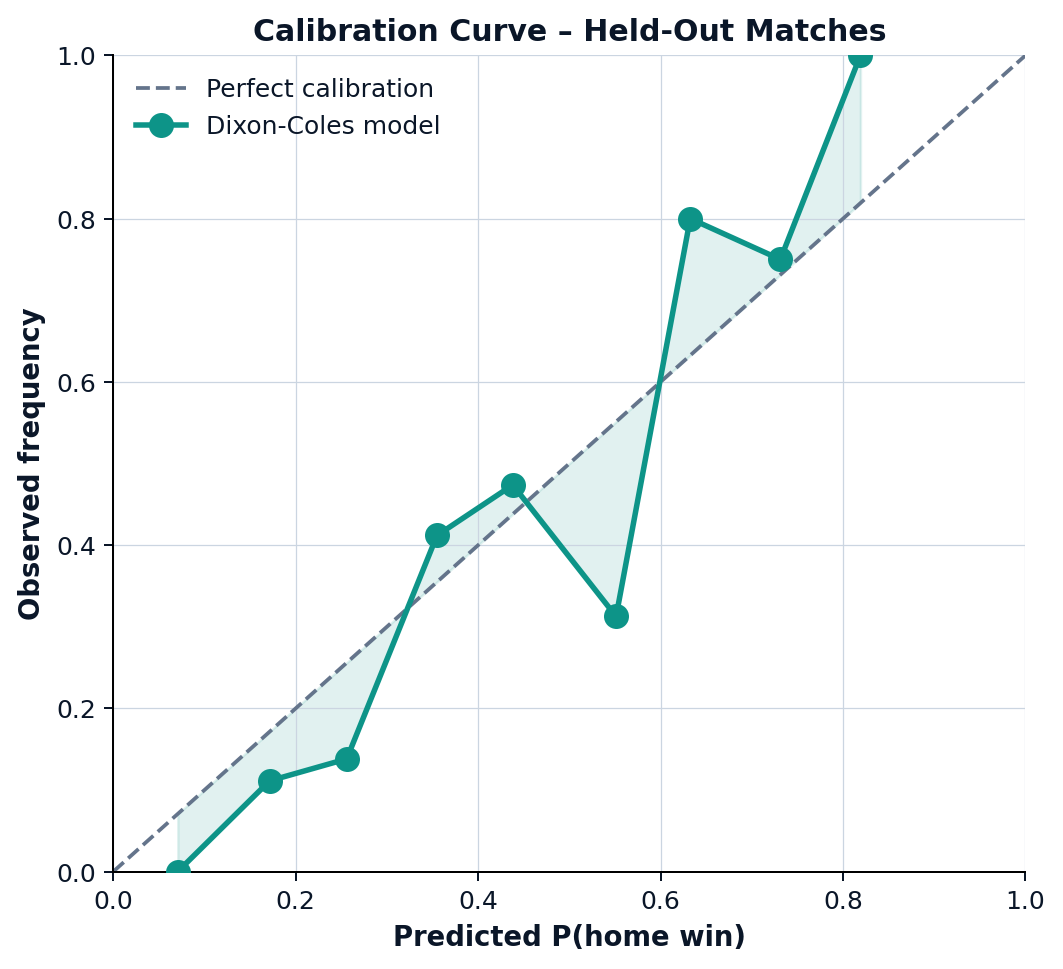 Calibration Curve – Held-Out Matches
Perfect calibration
Dixon-Coles model
Observed frequency
1.0
0.8
0.6
0.4
0.2
0.0
0.0 0.2 0.4 0.6 0.8 1.0
Predicted P(home win)